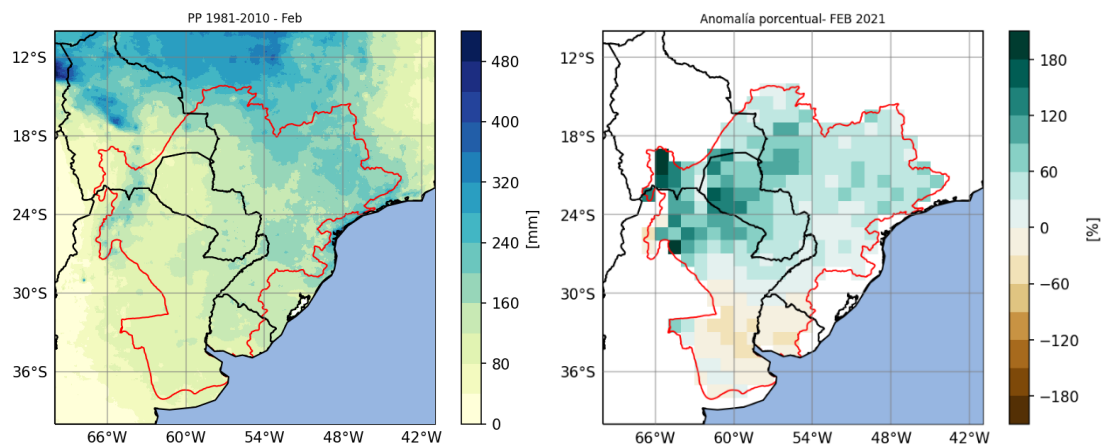 PP 1981-2010 - Feb
12°S
18°S
24°S
30°S
36°S
66°W 60°W 54°W 48°W 42°W
480
400
320
240
160
80
0
[mm]
Anomalía porcentual- FEB 2021
12°S
18°S
24°S
30°S
36°S
66°W 60°W 54°W 48°W 42°W
180
120
60
0
−60
−120
−180
[%]